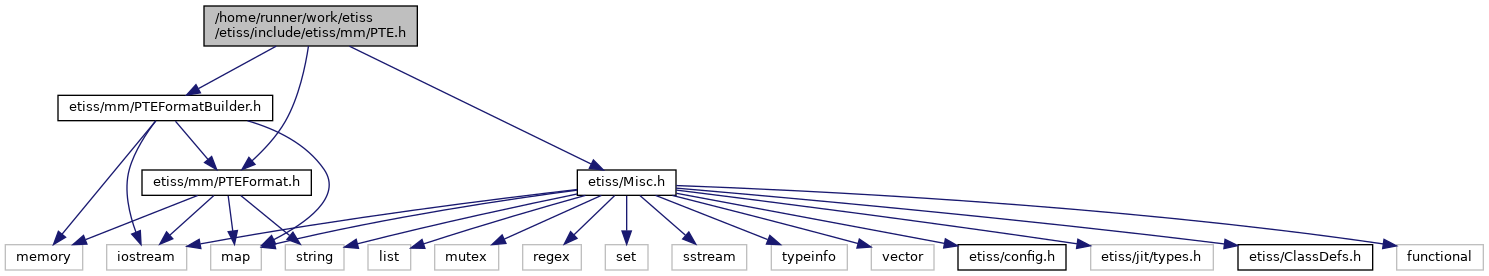 /home/runner/work/etiss
/etiss/include/etiss/mm/PTE.h
etiss/mm/PTEFormatBuilder.h
etiss/mm/PTEFormat.h
etiss/Misc.h
memory
iostream
map
string
list
mutex
regex
set
sstream
typeinfo
vector
etiss/config.h
etiss/jit/types.h
etiss/ClassDefs.h
functional